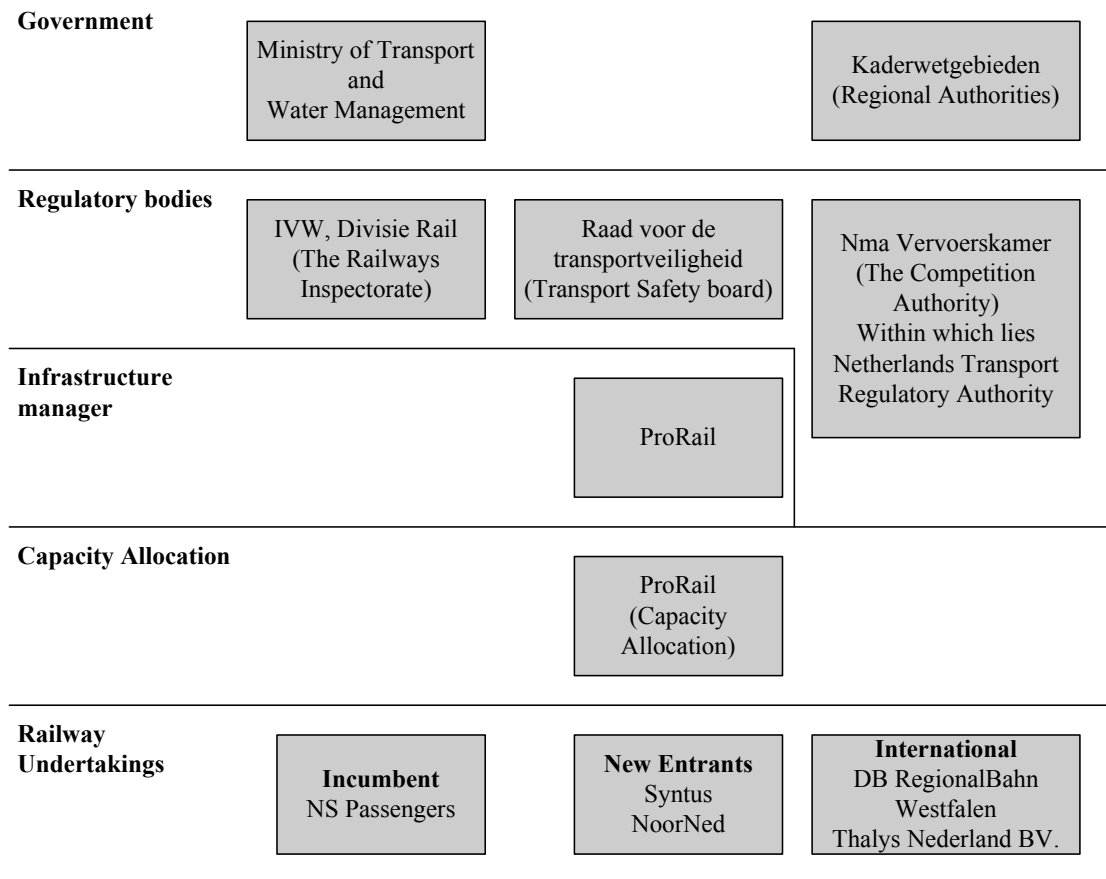 Government
Ministry of Transport
and
Water Management
Kaderwetgebieden
(Regional Authorities)
Regulatory bodies
IVW, Divisie Rail
(The Railways
Inspectorate)
Raad voor de
transportveiligheid
(Transport Safety board)
Nma Vervoerskamer
(The Competition
Authority)
Within which lies
Netherlands Transport
Regulatory Authority
Infrastructure
manager
ProRail
Capacity Allocation
ProRail
(Capacity
Allocation)
Railway
Undertakings
Incumbent
NS Passengers
New Entrants
Syntus
NoorNed
International
DB RegionalBahn
Westfalen
Thalys Nederland BV.